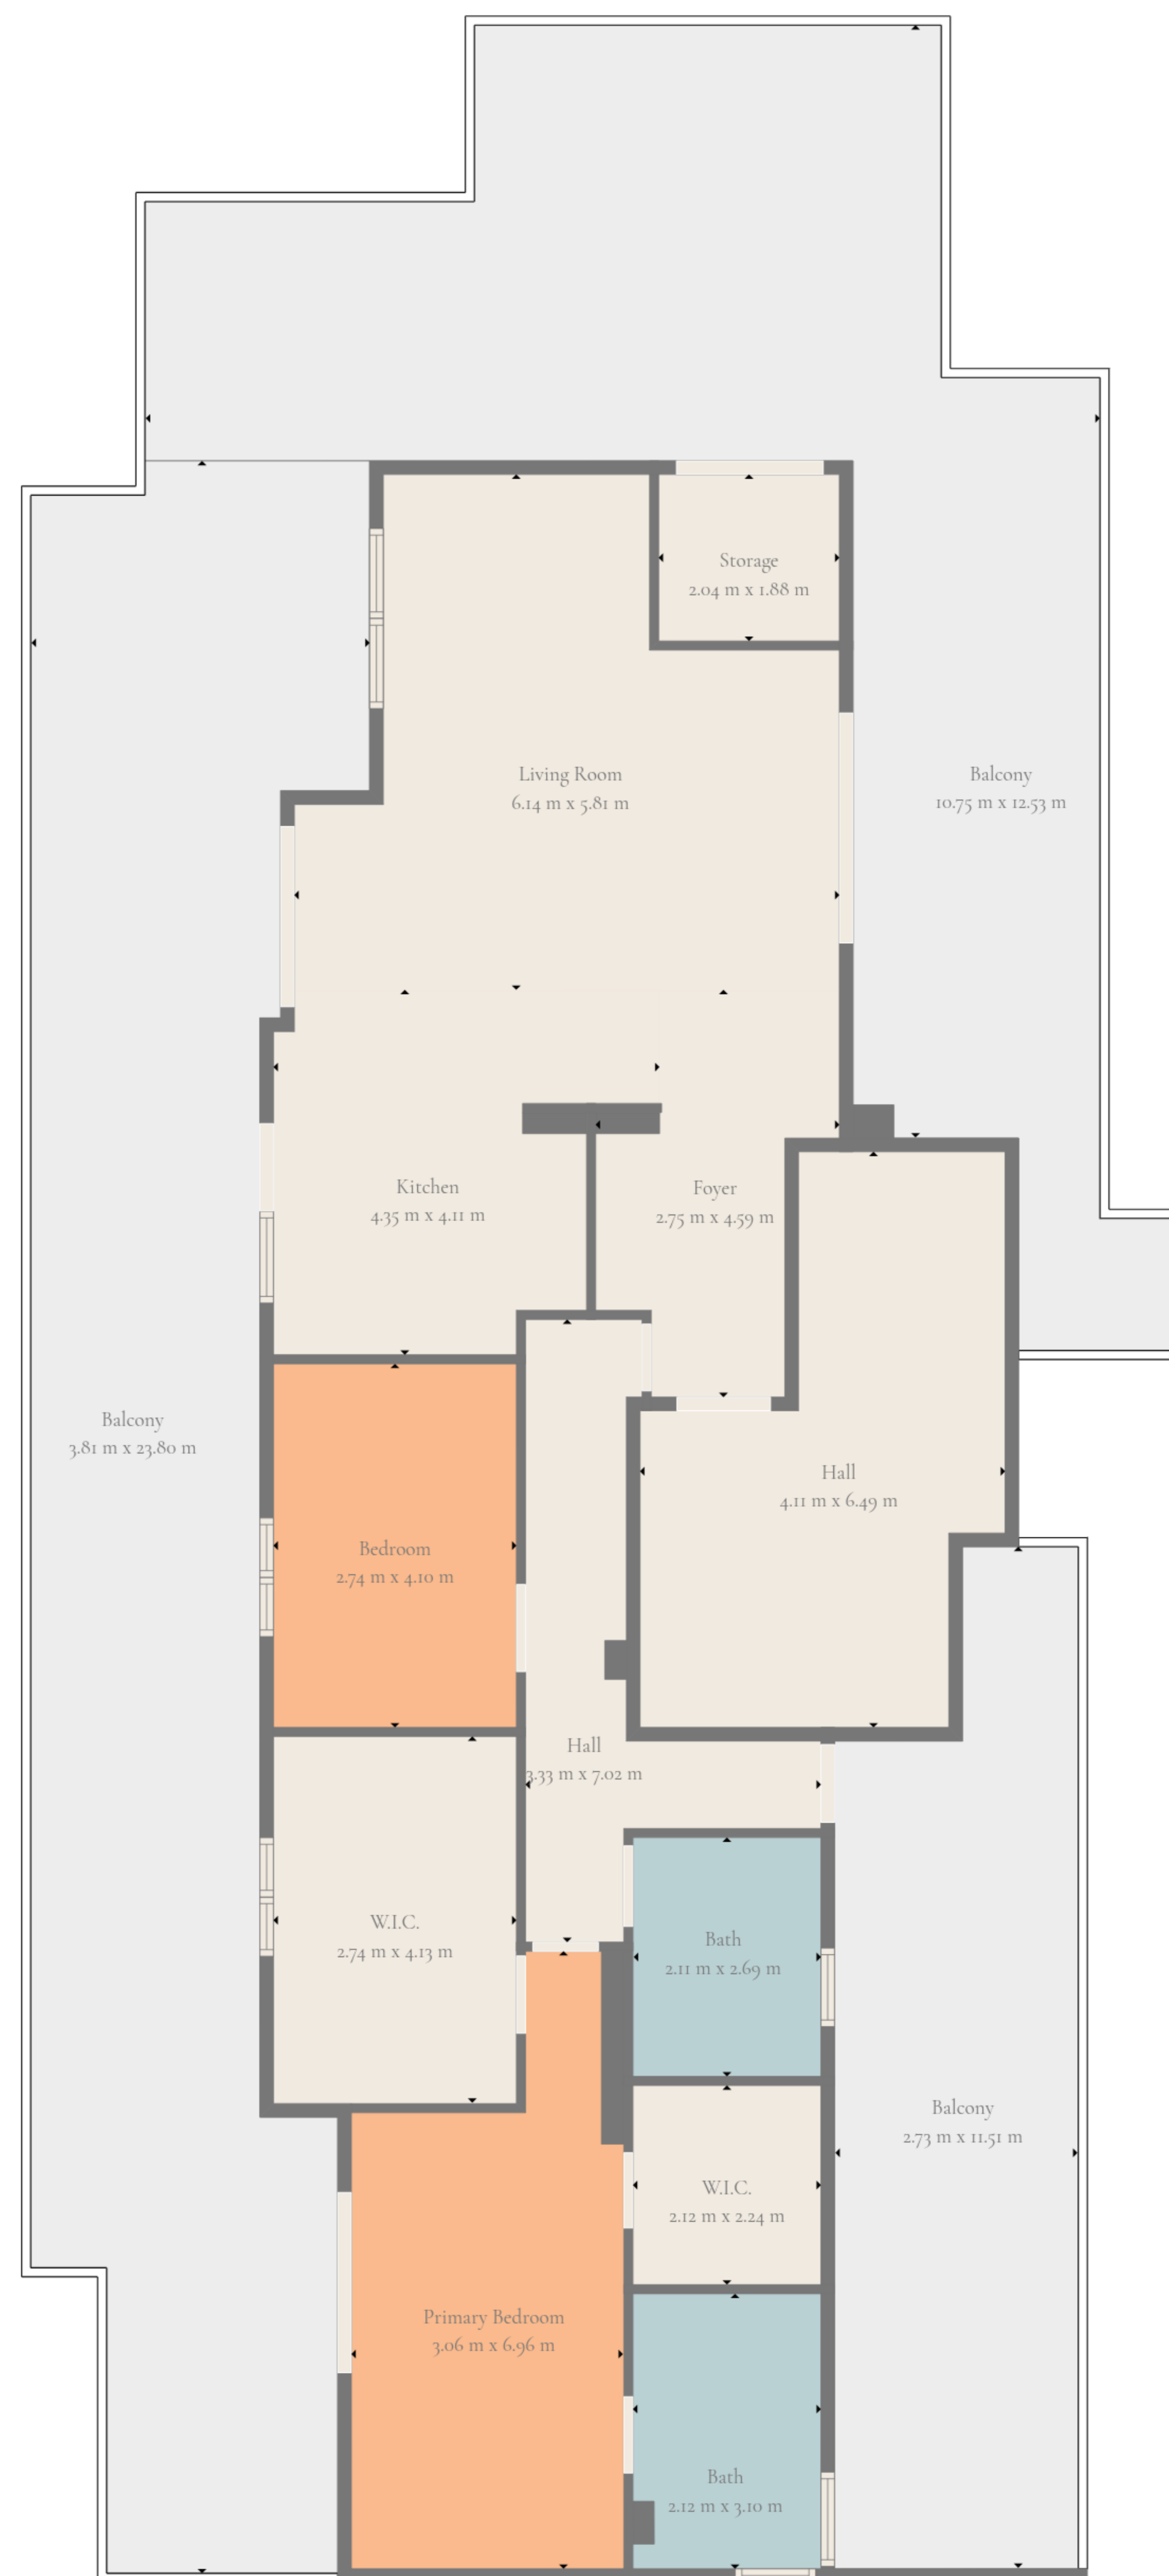 Storage
2.04 m x 1.88 m
Living Room
6.14 m x 5.81 m
Balcony
10.75 m x 12.53 m
Kitchen
4.35 m x 4.11 m
Foyer
2.75 m x 4.59 m
Balcony
3.81 m x 23.80 m
Hall
4.11 m x 6.49 m
Bedroom
2.74 m x 4.10 m
Hall
3.33 m x 7.02 m
W.I.C.
2.74 m x 4.13 m
Bath
2.11 m x 2.69 m
Balcony
2.73 m x 11.51 m
W.I.C.
2.12 m x 2.24 m
Primary Bedroom
3.06 m x 6.96 m
Bath
2.12 m x 3.10 m